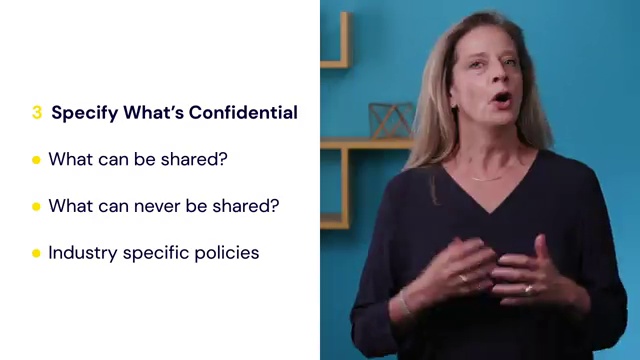 3 Specify What's Confidential
What can be shared?
What can never be shared?
Industry specific policies